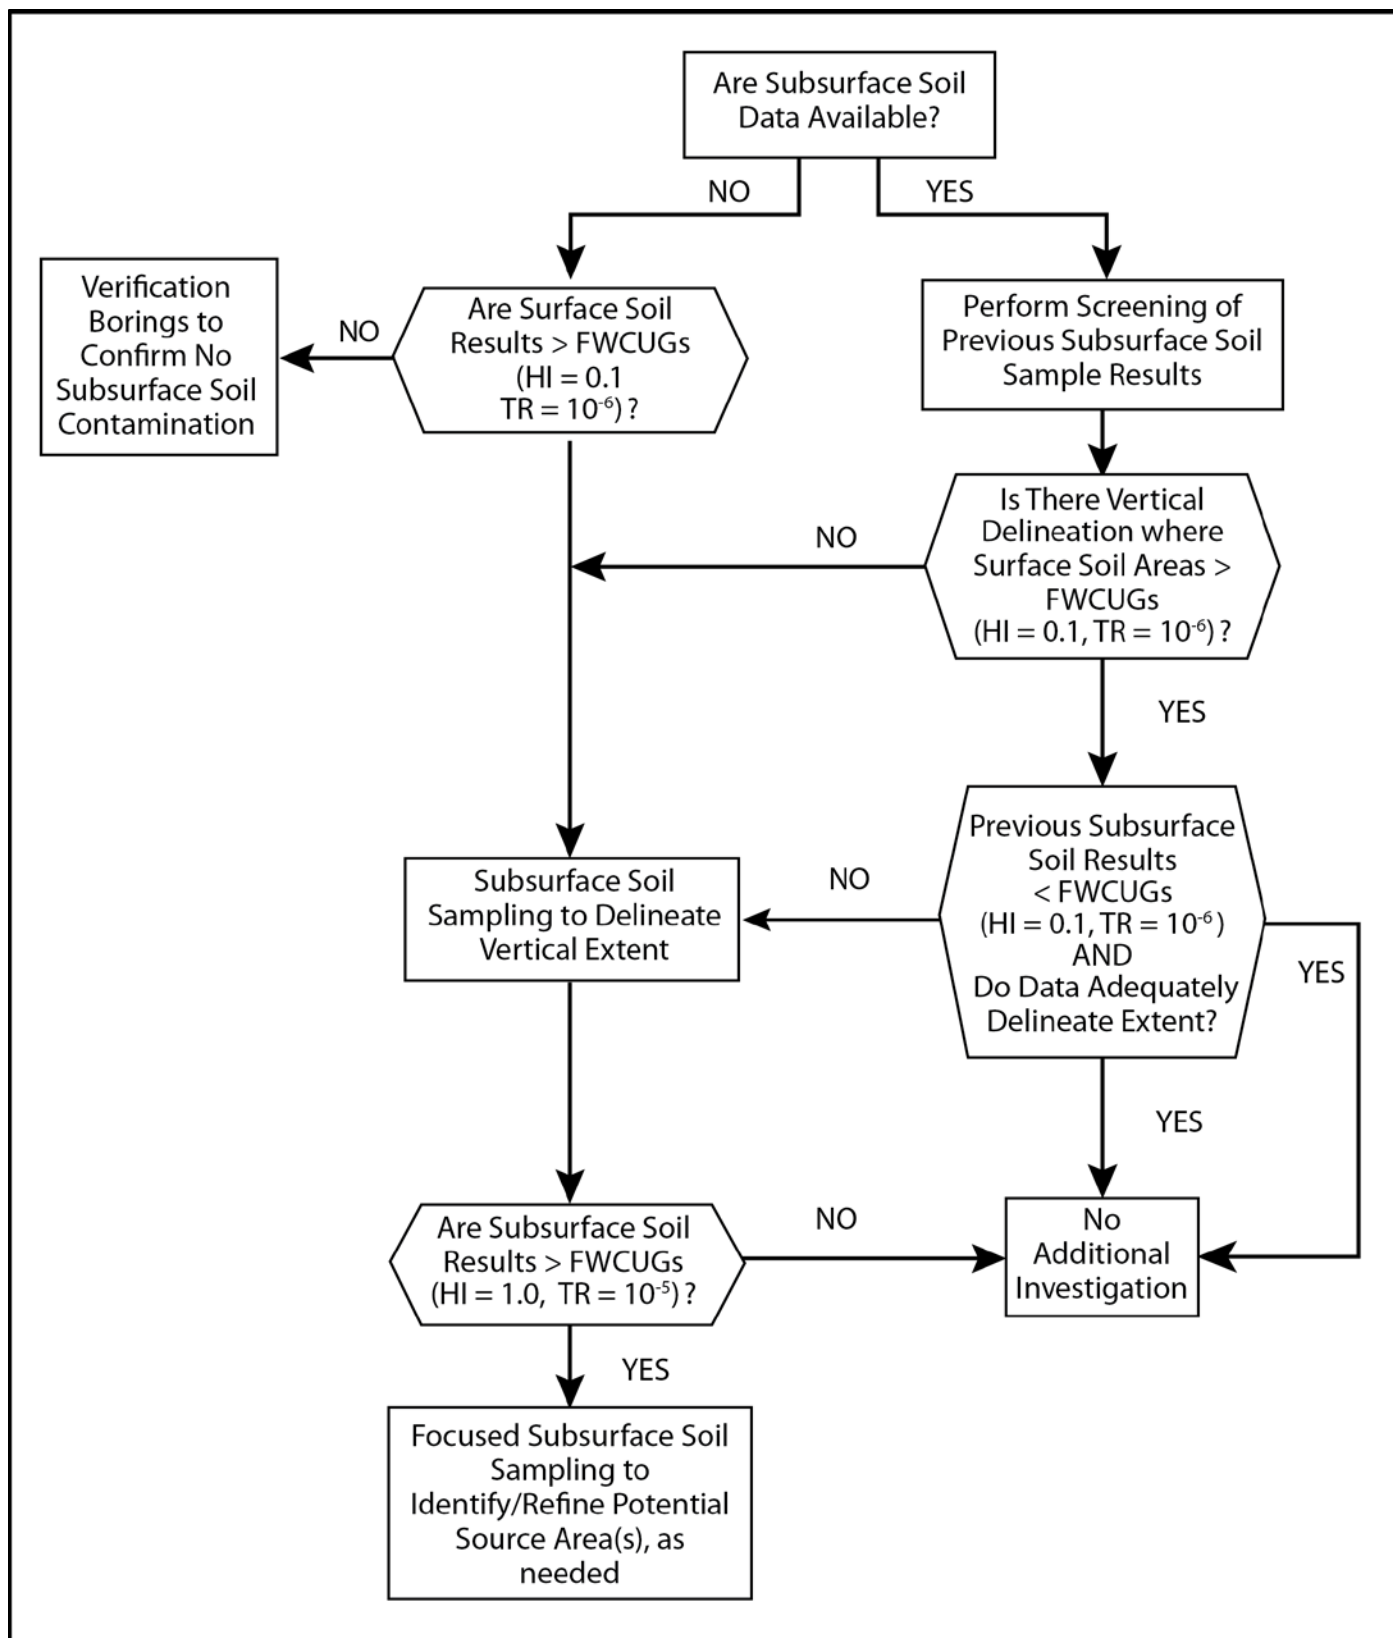 Are Subsurface Soil
Data Available?
NO
YES
Verification
Borings to
Confirm No
Subsurface Soil
Contamination
NO
Are Surface Soil
Results > FWCUGs
(HI = 0.1
TR = 10⁻⁶) ?
Perform Screening of
Previous Subsurface Soil
Sample Results
NO
Is There Vertical
Delineation where
Surface Soil Areas >
FWCUGs
(HI = 0.1, TR = 10⁻⁶) ?
YES
Subsurface Soil
Sampling to Delineate
Vertical Extent
NO
Previous Subsurface
Soil Results
< FWCUGs
(HI = 0.1, TR = 10⁻⁶ )
AND
Do Data Adequately
Delineate Extent?
YES
YES
Are Subsurface Soil
Results > FWCUGs
(HI = 1.0, TR = 10⁻⁵) ?
NO
No
Additional
Investigation
YES
Focused Subsurface Soil
Sampling to
Identify/Refine Potential
Source Area(s), as
needed